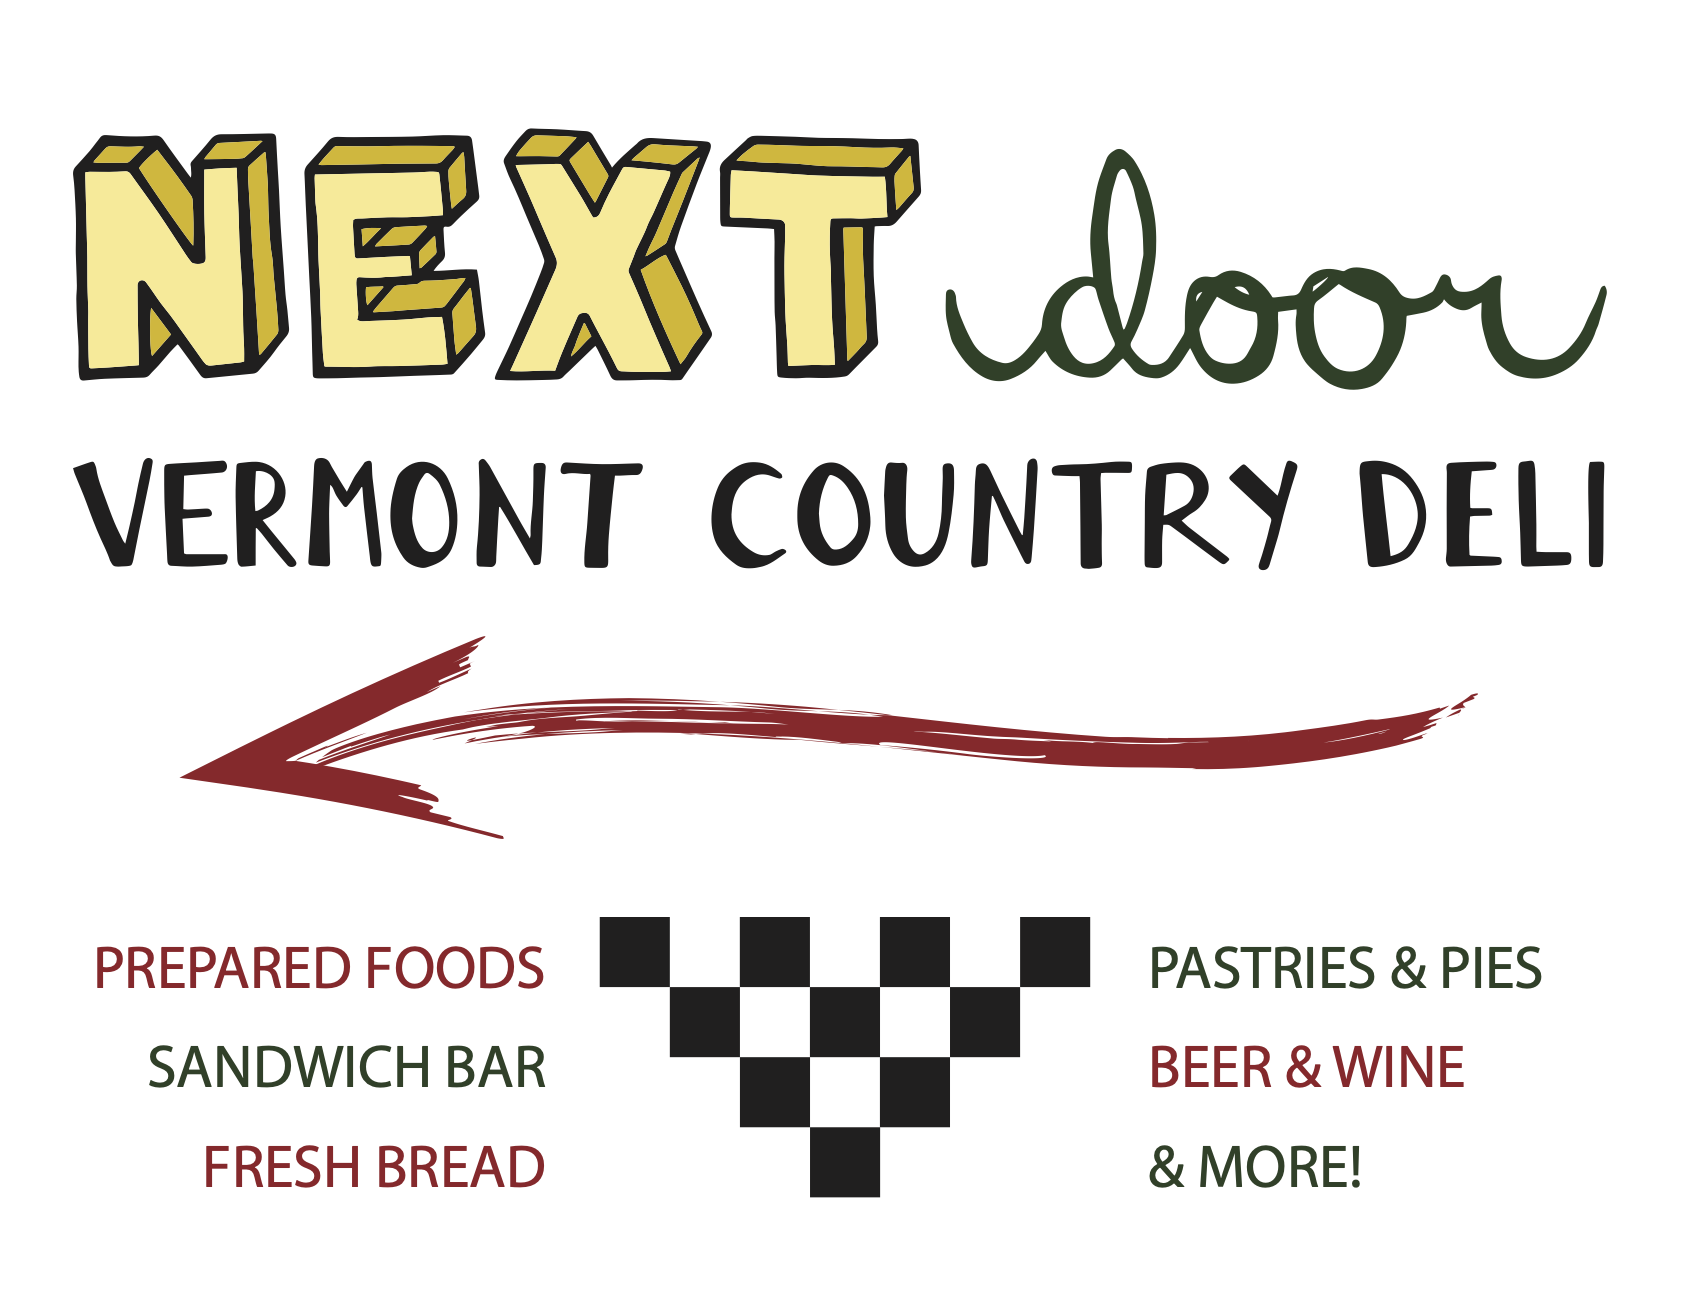 NEXT door
VERMONT COUNTRY DELI
PREPARED FOODS
SANDWICH BAR
FRESH BREAD
PASTRIES & PIES
BEER & WINE
& MORE!